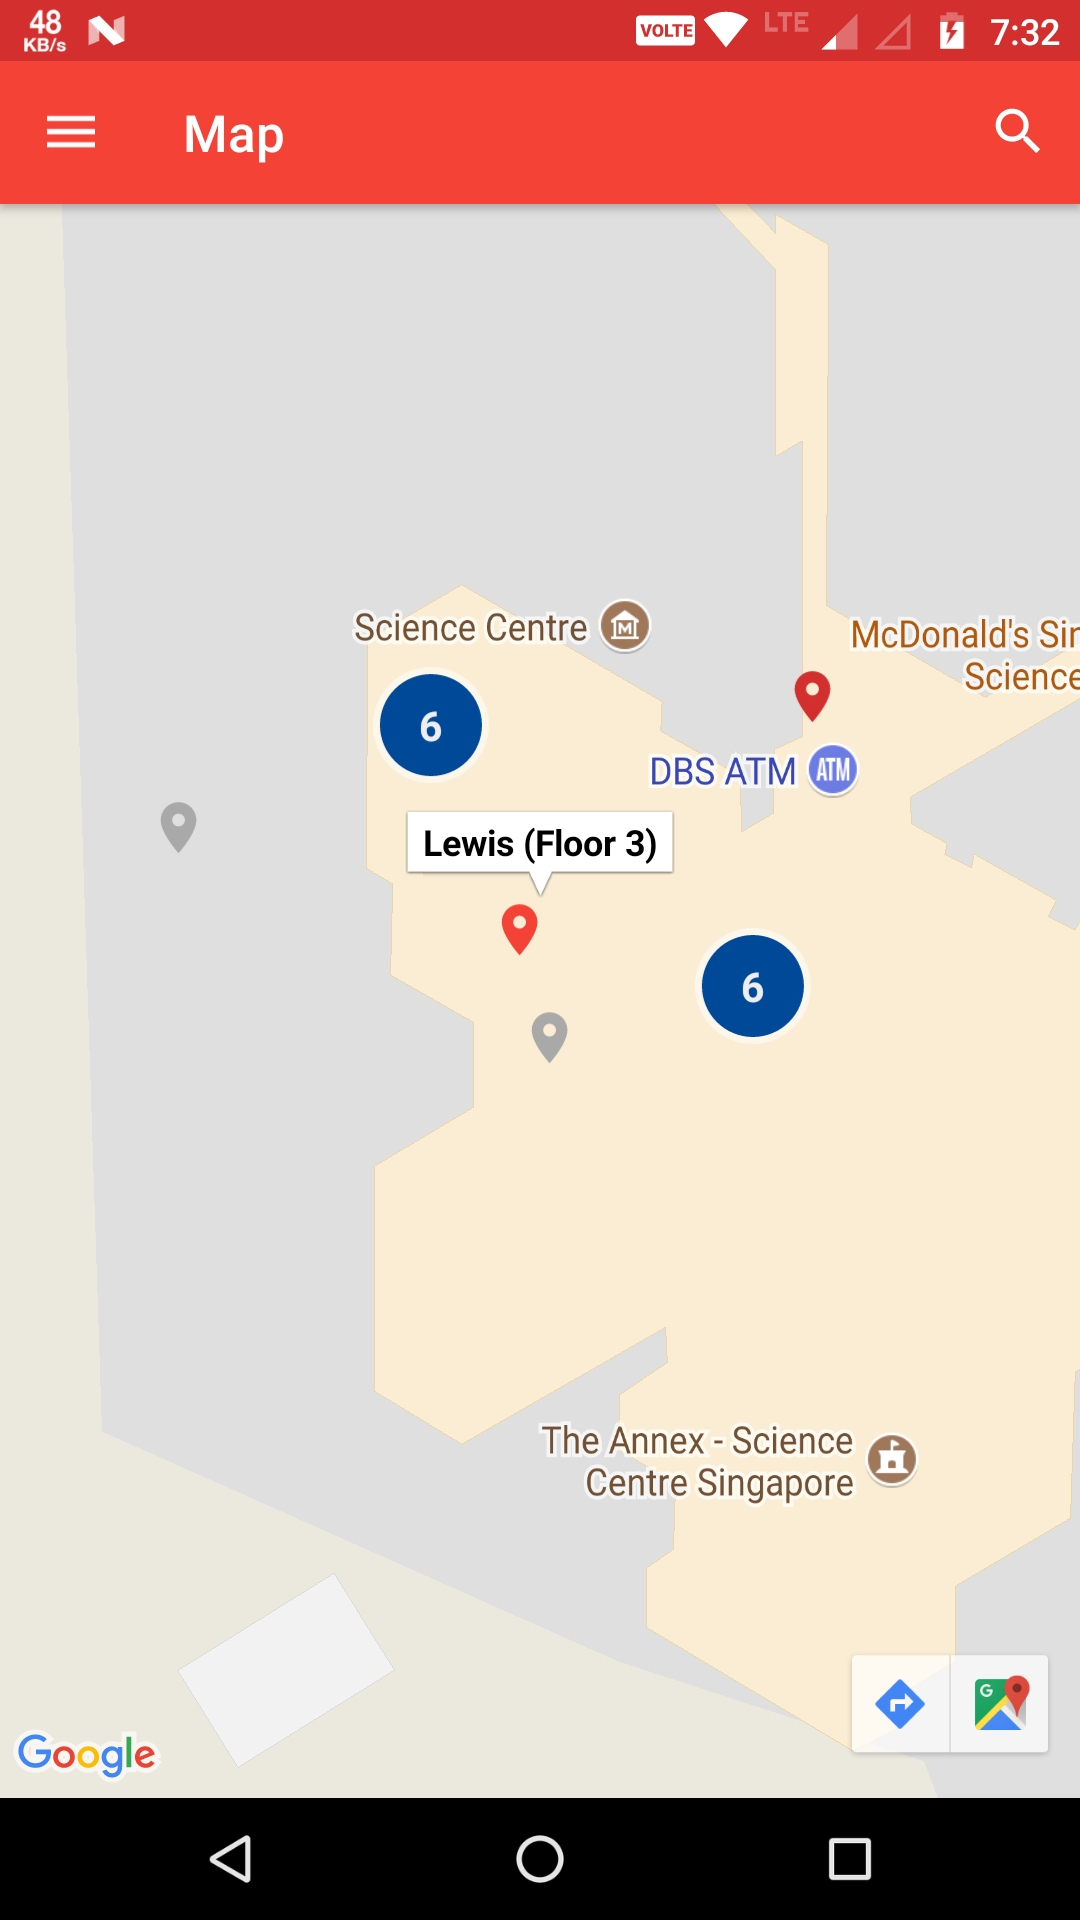 48
KB/s
VOLTE
LTE
7:32
Map
Science Centre
M
McDonald's Sin
Science
6
DBS ATM
ATM
Lewis (Floor 3)
6
The Annex - Science
Centre Singapore
G
Google